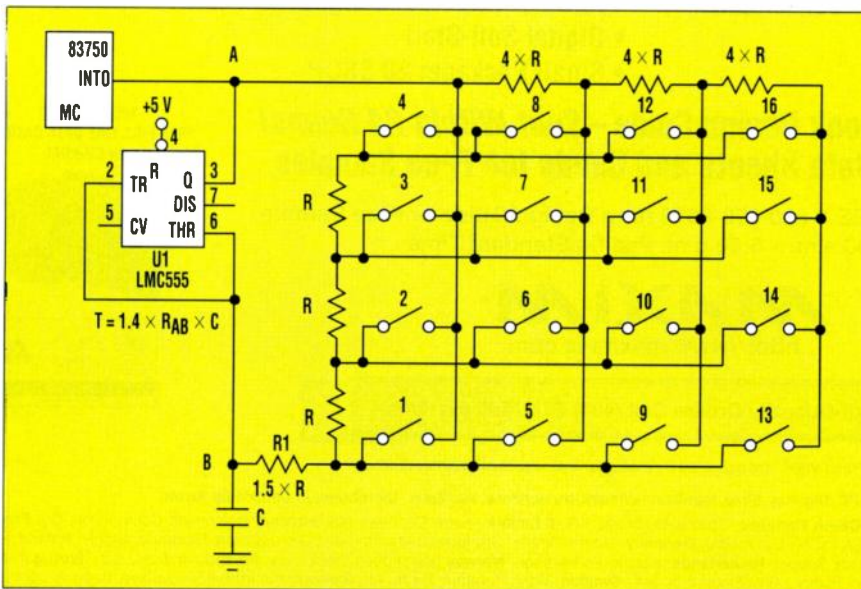 83750
INTO
MC
A
4 × R
4 × R
4 × R
+5 V
4
4
8
12
16
2
TR
R
Q
3
5
CV
DIS
7
THR
6
U1
LMC555
T = 1.4 × RAB × C
R
3
7
11
15
R
2
6
10
14
R
1
5
9
13
B
R1
1.5 × R
C